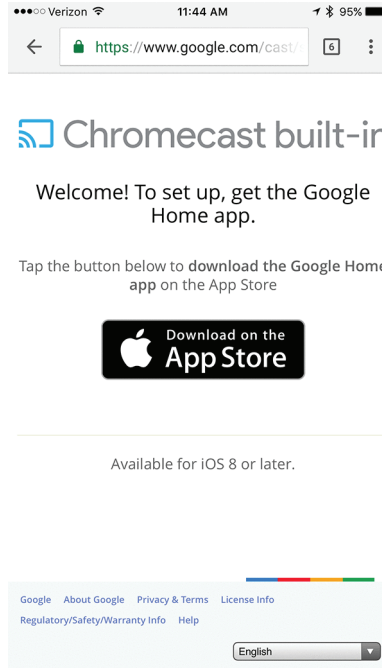 Verizon 11:44 AM 95%
https://www.google.com/cast/ 6
Chromecast built-in
Welcome! To set up, get the Google
Home app.
Tap the button below to download the Google Home
app on the App Store
Download on the
App Store
Available for iOS 8 or later.
Google About Google Privacy & Terms License Info
Regulatory/Safety/Warranty Info Help
English